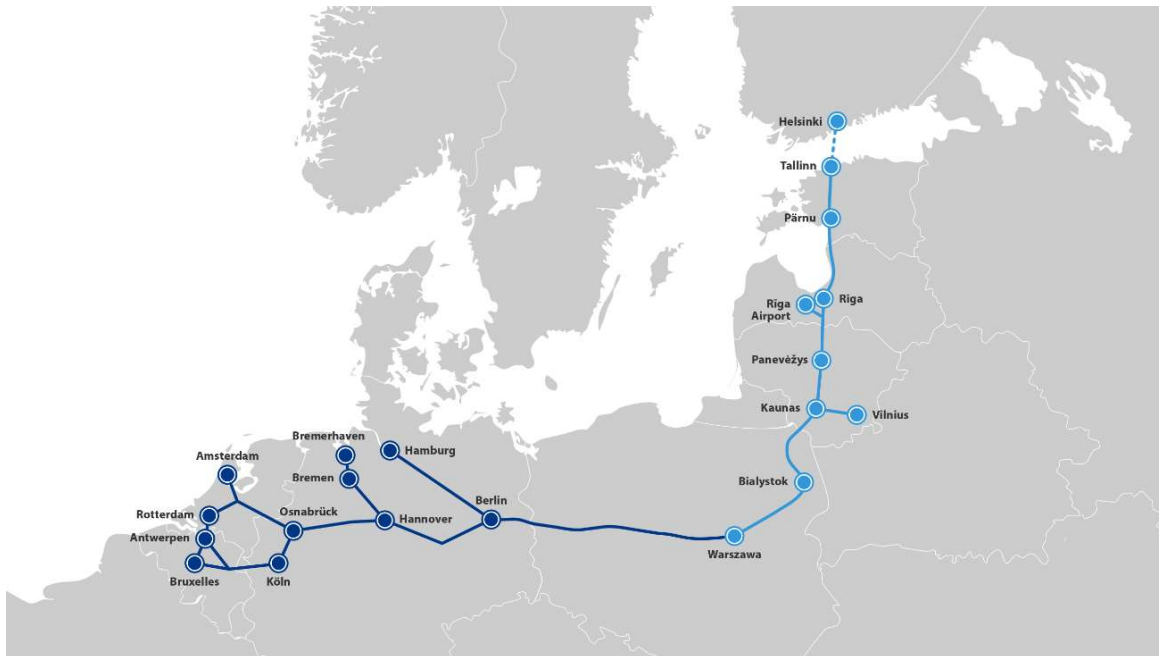 Helsinki
Tallinn
Pärnu
Rīga
Airport
Riga
Panevėžys
Kaunas
Vilnius
Bremerhaven
Hamburg
Amsterdam
Bremen
Bialystok
Berlin
Rotterdam
Osnabrück
Hannover
Antwerpen
Warszawa
Bruxelles
Köln